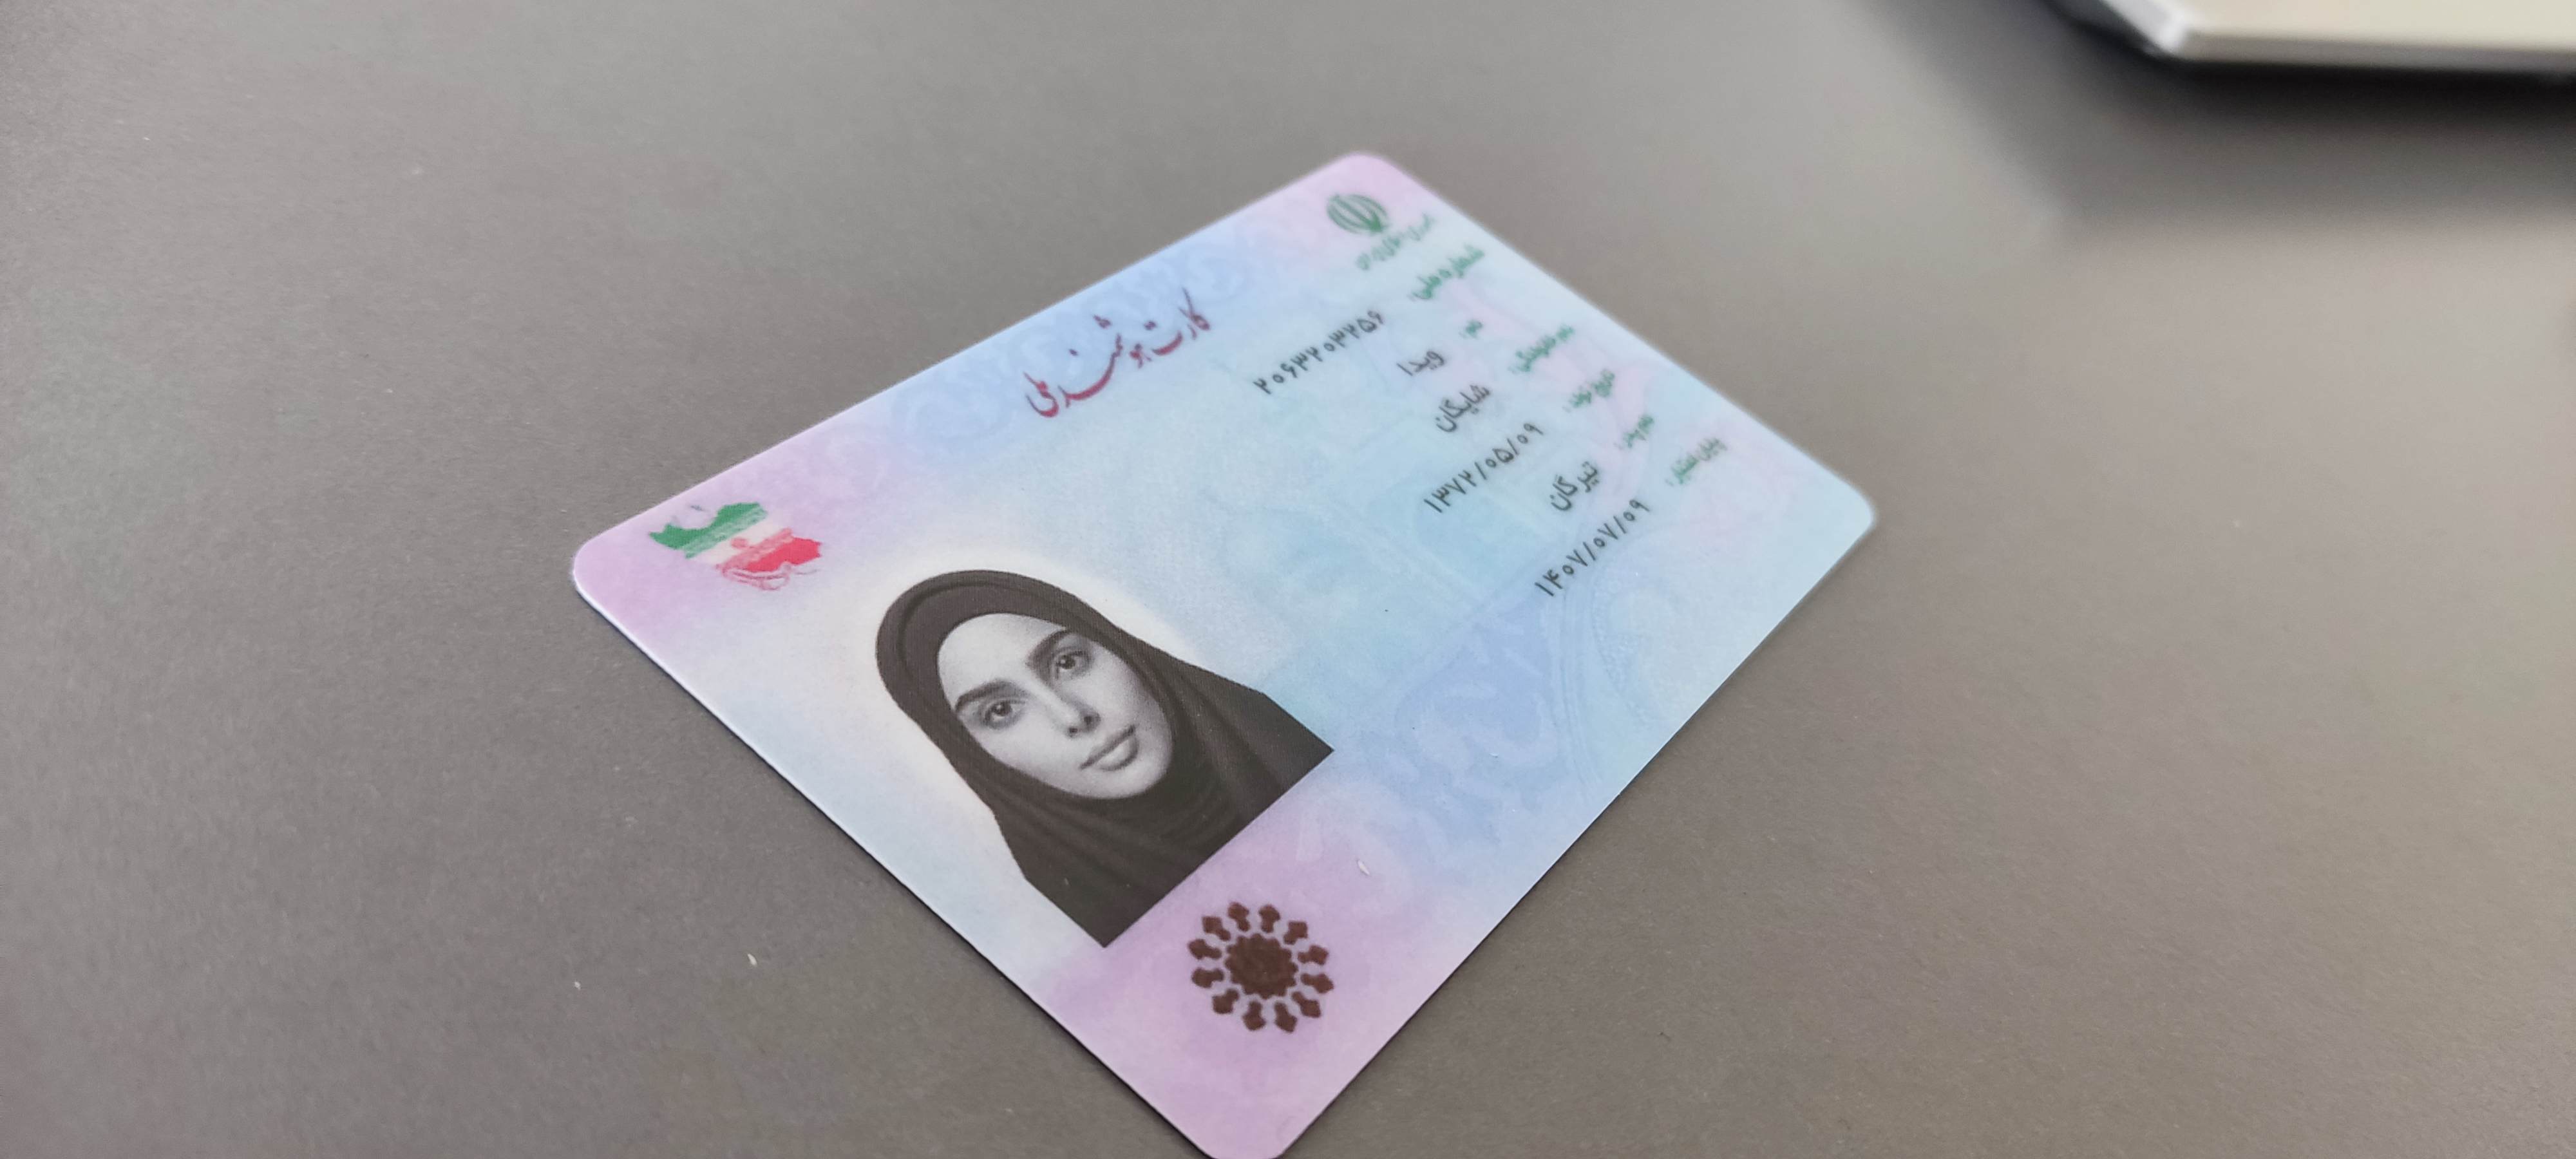 جمهوری اسلامی ایران
کارت هوشمند ملی
شماره ملی: ۲۰۶۳۲۰۳۲۵۶
نام: ویدا
نام خانوادگی: شایگان
تاریخ تولد: ۱۳۷۲/۰۵/۰۹
نام پدر: تیرگان
پایان اعتبار: ۱۴۰۷/۰۷/۰۹